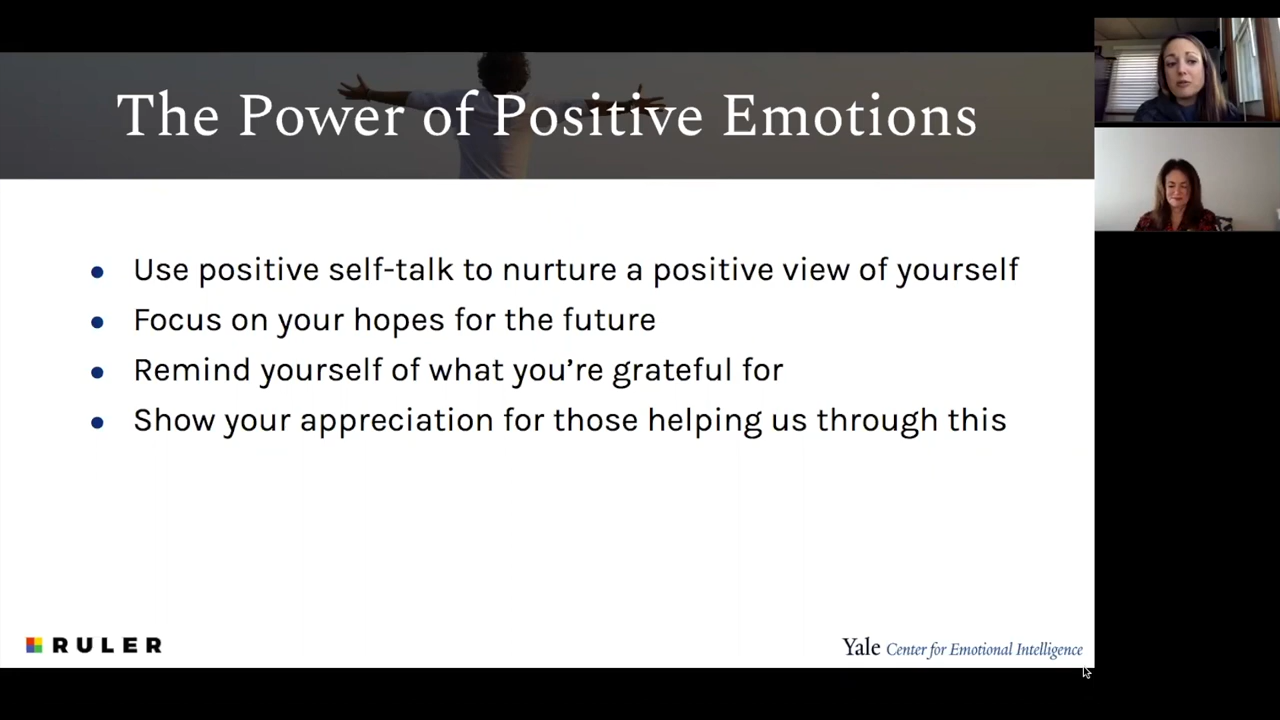 The Power of Positive Emotions
● Use positive self-talk to nurture a positive view of yourself
● Focus on your hopes for the future
● Remind yourself of what you’re grateful for
● Show your appreciation for those helping us through this
RULER
Yale Center for Emotional Intelligence